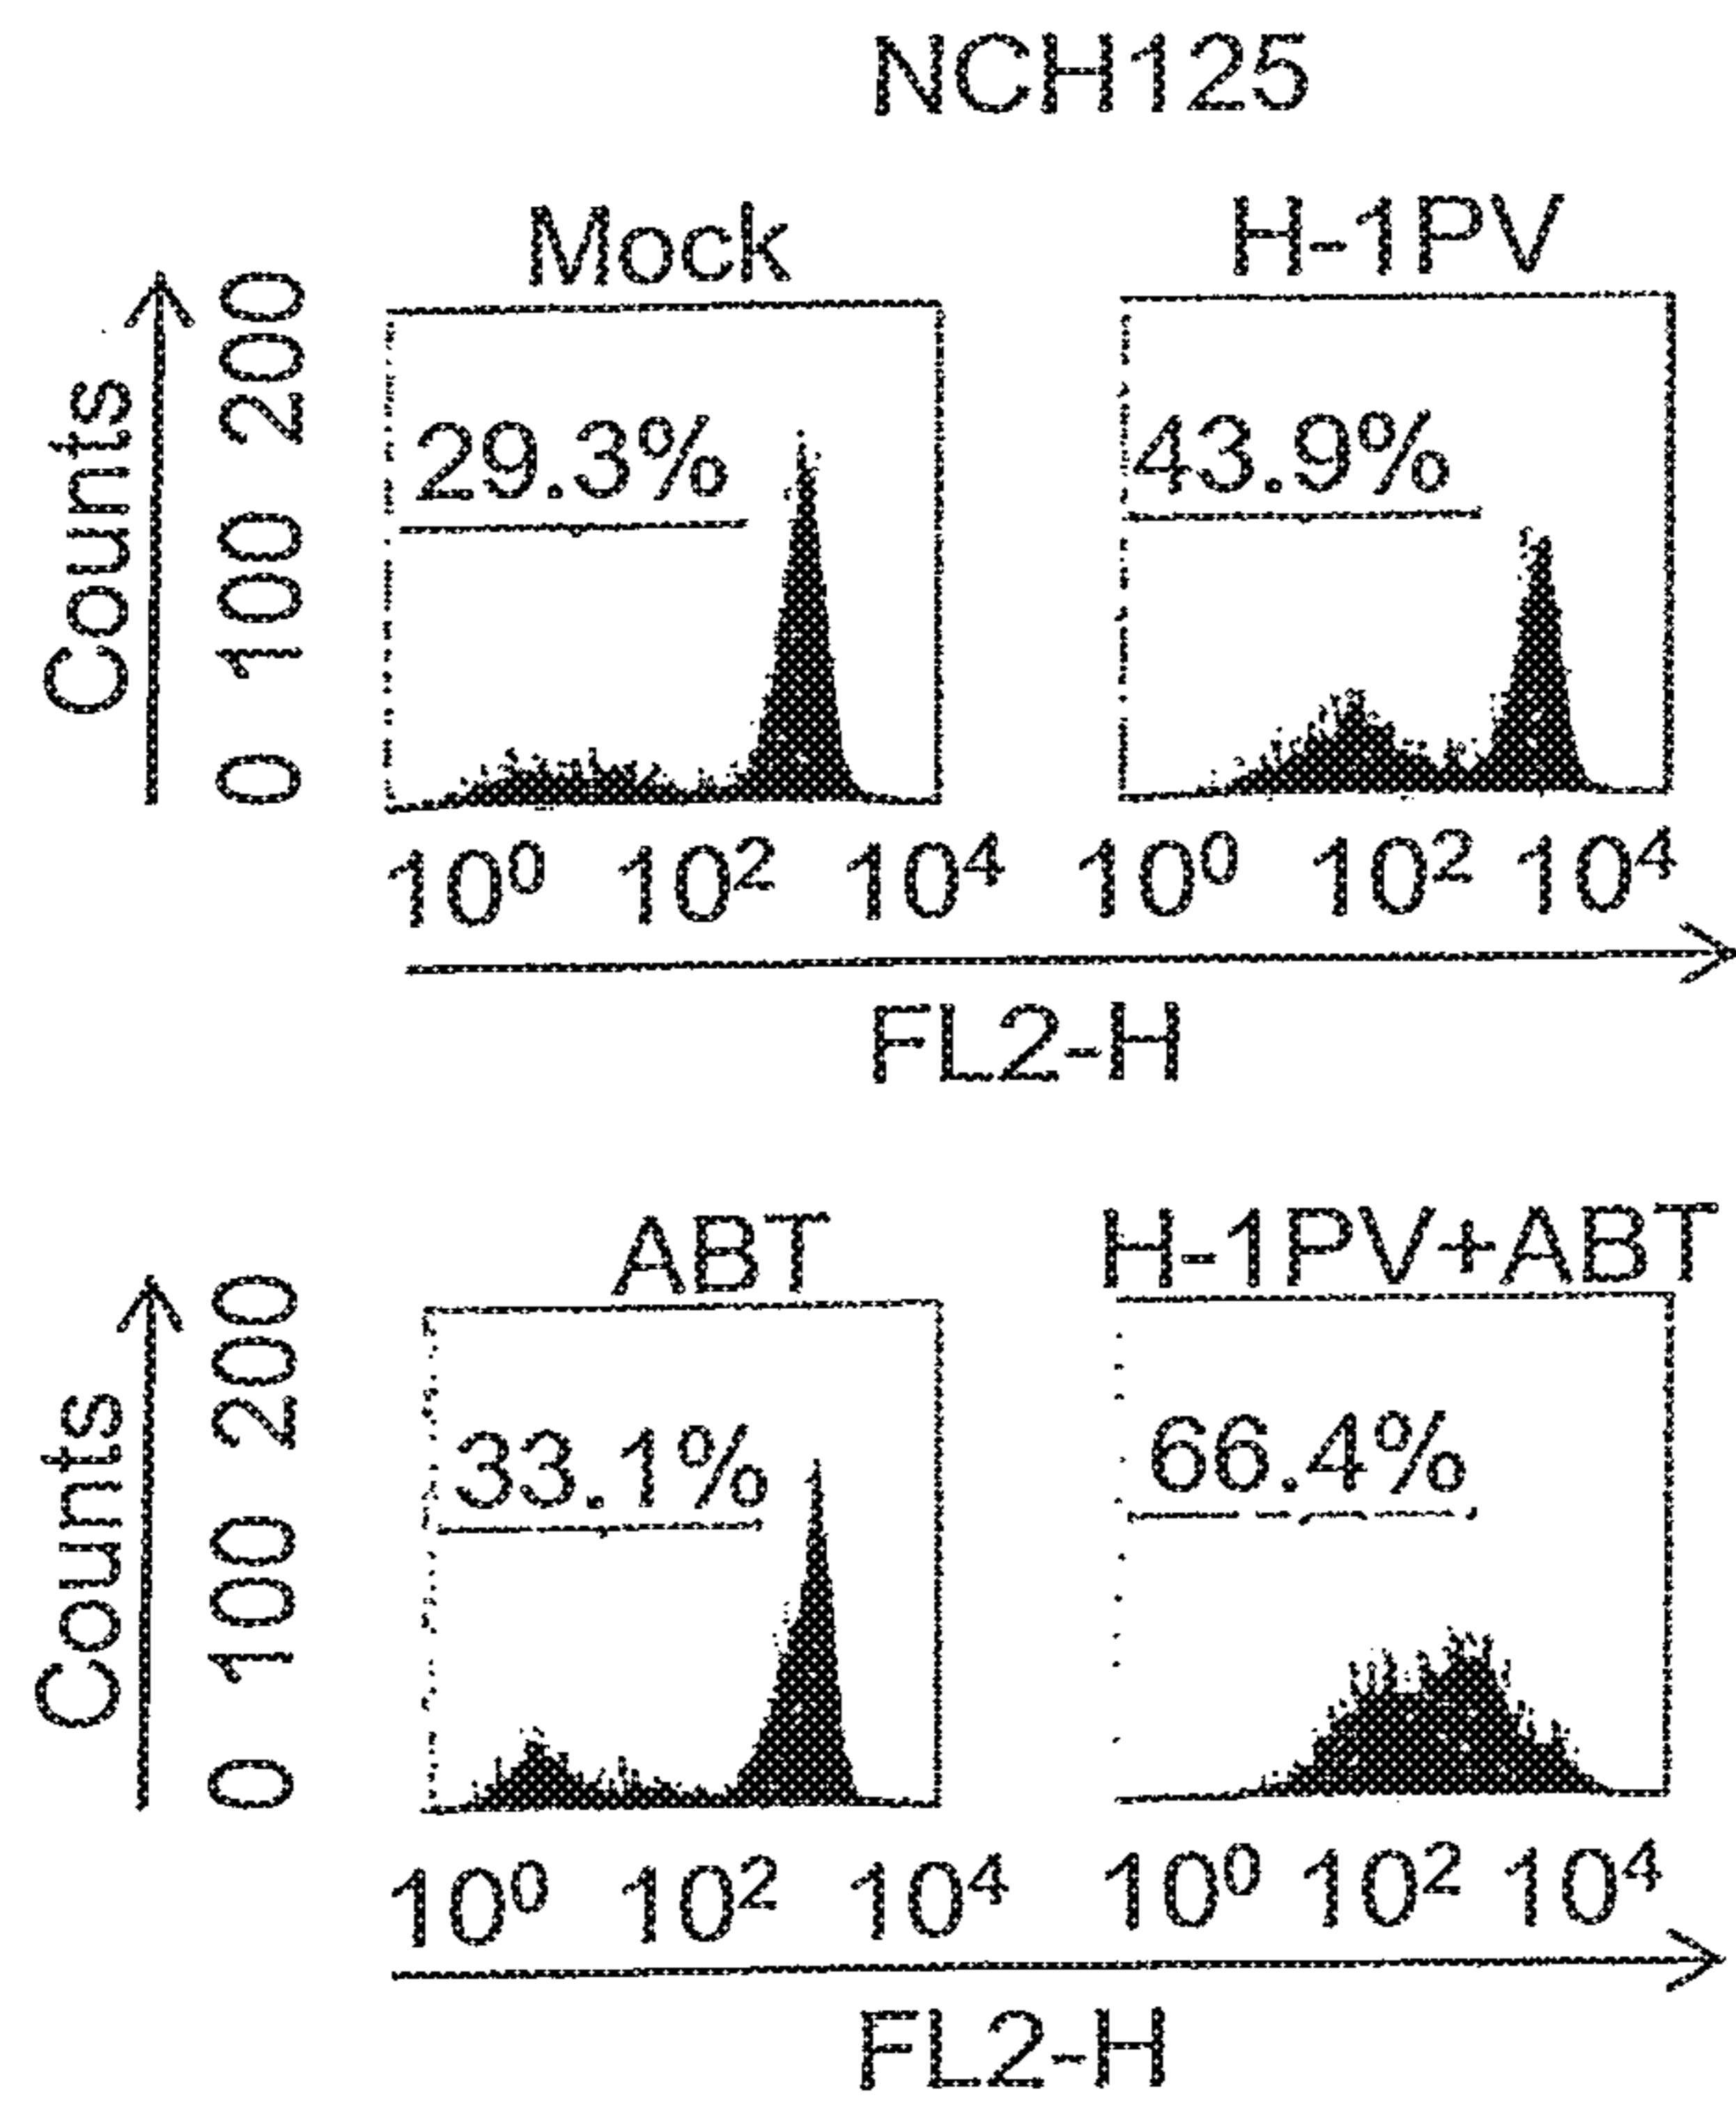 NCH125
Mock
H-1PV
Counts
0 100 200
29.3%
43.9%
10⁰ 10² 10⁴ 10⁰ 10² 10⁴
FL2-H
ABT
H-1PV+ABT
Counts
0 100 200
33.1%
66.4%
10⁰ 10² 10⁴ 10⁰ 10² 10⁴
FL2-H